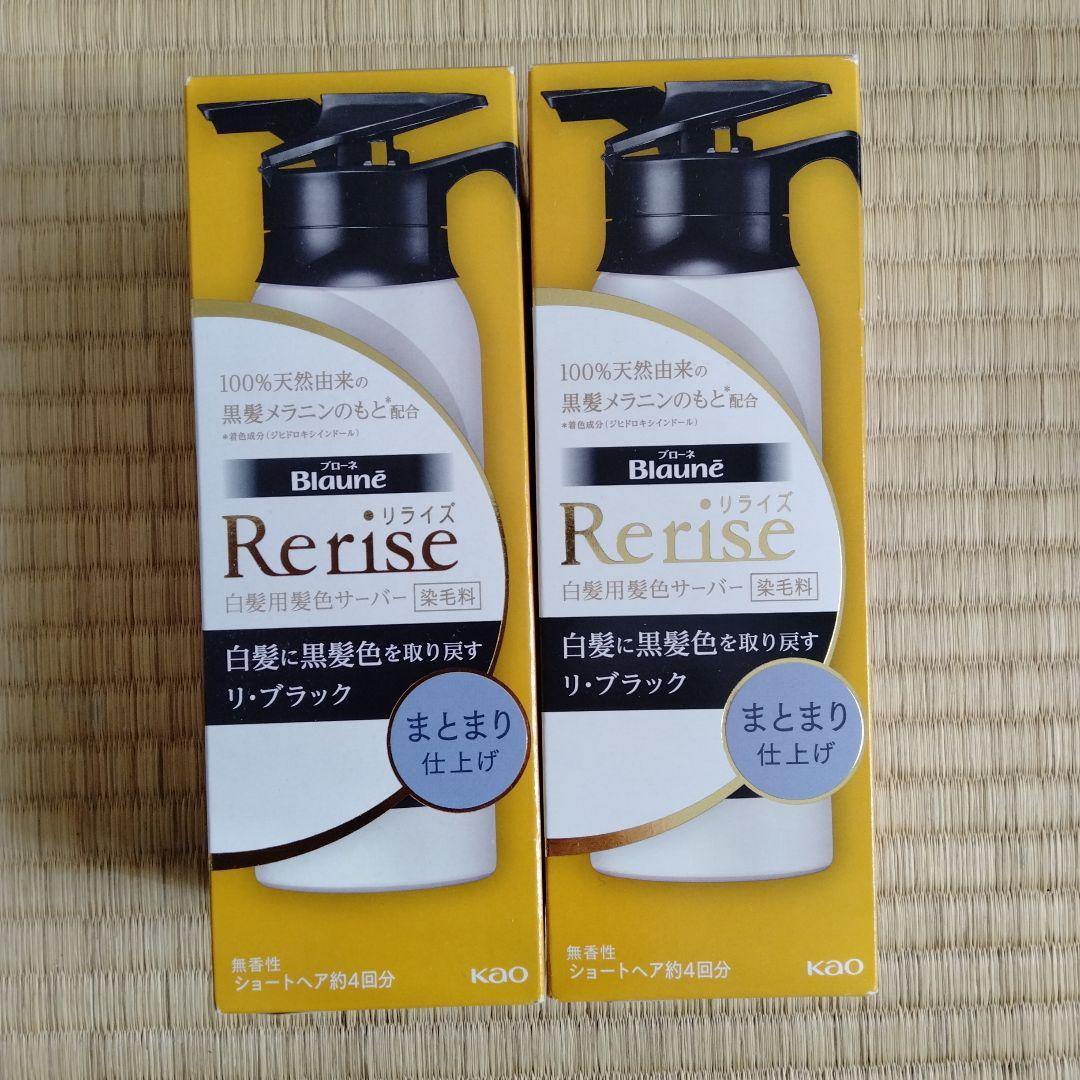 100%天然由来の
黒髪メラニンのもと*配合
*着色成分(ジヒドロキシインドール)
ブローネ
Blaunē
リライズ
Rerise
白髪用髪色サーバー 染毛料
白髪に黒髪色を取り戻す
リ・ブラック
まとまり
仕上げ
無香性
ショートヘア約4回分
Kao
100%天然由来の
黒髪メラニンのもと*配合
*着色成分(ジヒドロキシインドール)
ブローネ
Blaunē
リライズ
Rerise
白髪用髪色サーバー 染毛料
白髪に黒髪色を取り戻す
リ・ブラック
まとまり
仕上げ
無香性
ショートヘア約4回分
Kao